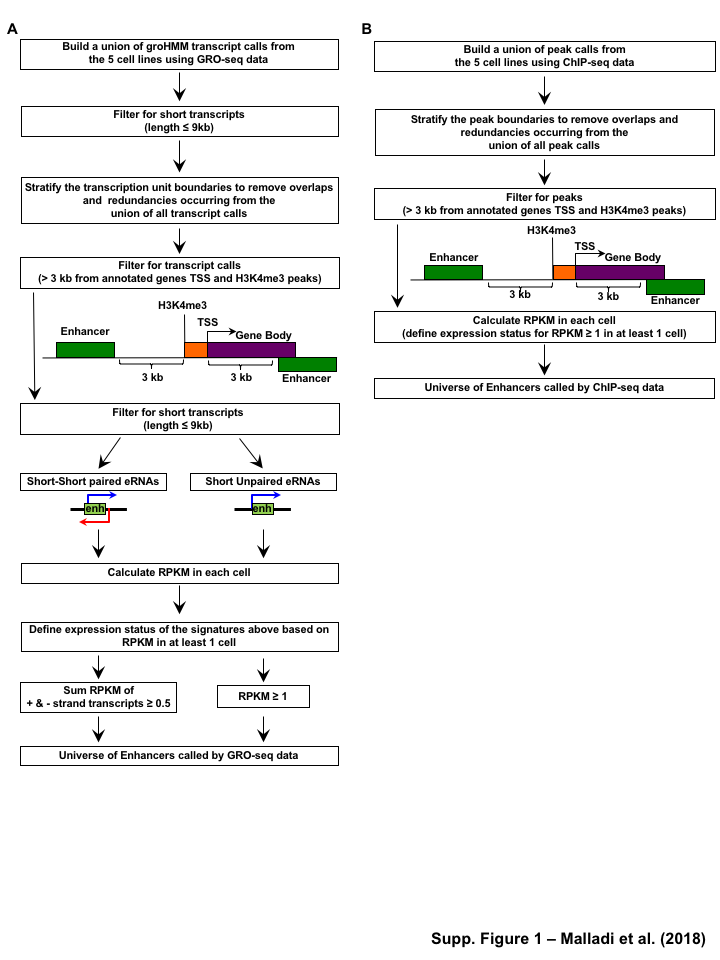 A
Build a union of groHMM transcript calls from
the 5 cell lines using GRO-seq data
Filter for short transcripts
(length ≤ 9kb)
Stratify the transcription unit boundaries to remove overlaps
and redundancies occurring from the
union of all transcript calls
Filter for transcript calls
(> 3 kb from annotated genes TSS and H3K4me3 peaks)
H3K4me3
TSS
Enhancer
Gene Body
3 kb
3 kb
Enhancer
Filter for short transcripts
(length ≤ 9kb)
Short-Short paired eRNAs
Short Unpaired eRNAs
enh
enh
Calculate RPKM in each cell
Define expression status of the signatures above based on
RPKM in at least 1 cell
Sum RPKM of
+ & - strand transcripts ≥ 0.5
RPKM ≥ 1
Universe of Enhancers called by GRO-seq data
B
Build a union of peak calls from
the 5 cell lines using ChIP-seq data
Stratify the peak boundaries to remove overlaps and
redundancies occurring from the
union of all peak calls
Filter for peaks
(> 3 kb from annotated genes TSS and H3K4me3 peaks)
H3K4me3
TSS
Enhancer
Gene Body
3 kb
3 kb
Enhancer
Calculate RPKM in each cell
(define expression status for RPKM ≥ 1 in at least 1 cell)
Universe of Enhancers called by ChIP-seq data
Supp. Figure 1 – Malladi et al. (2018)